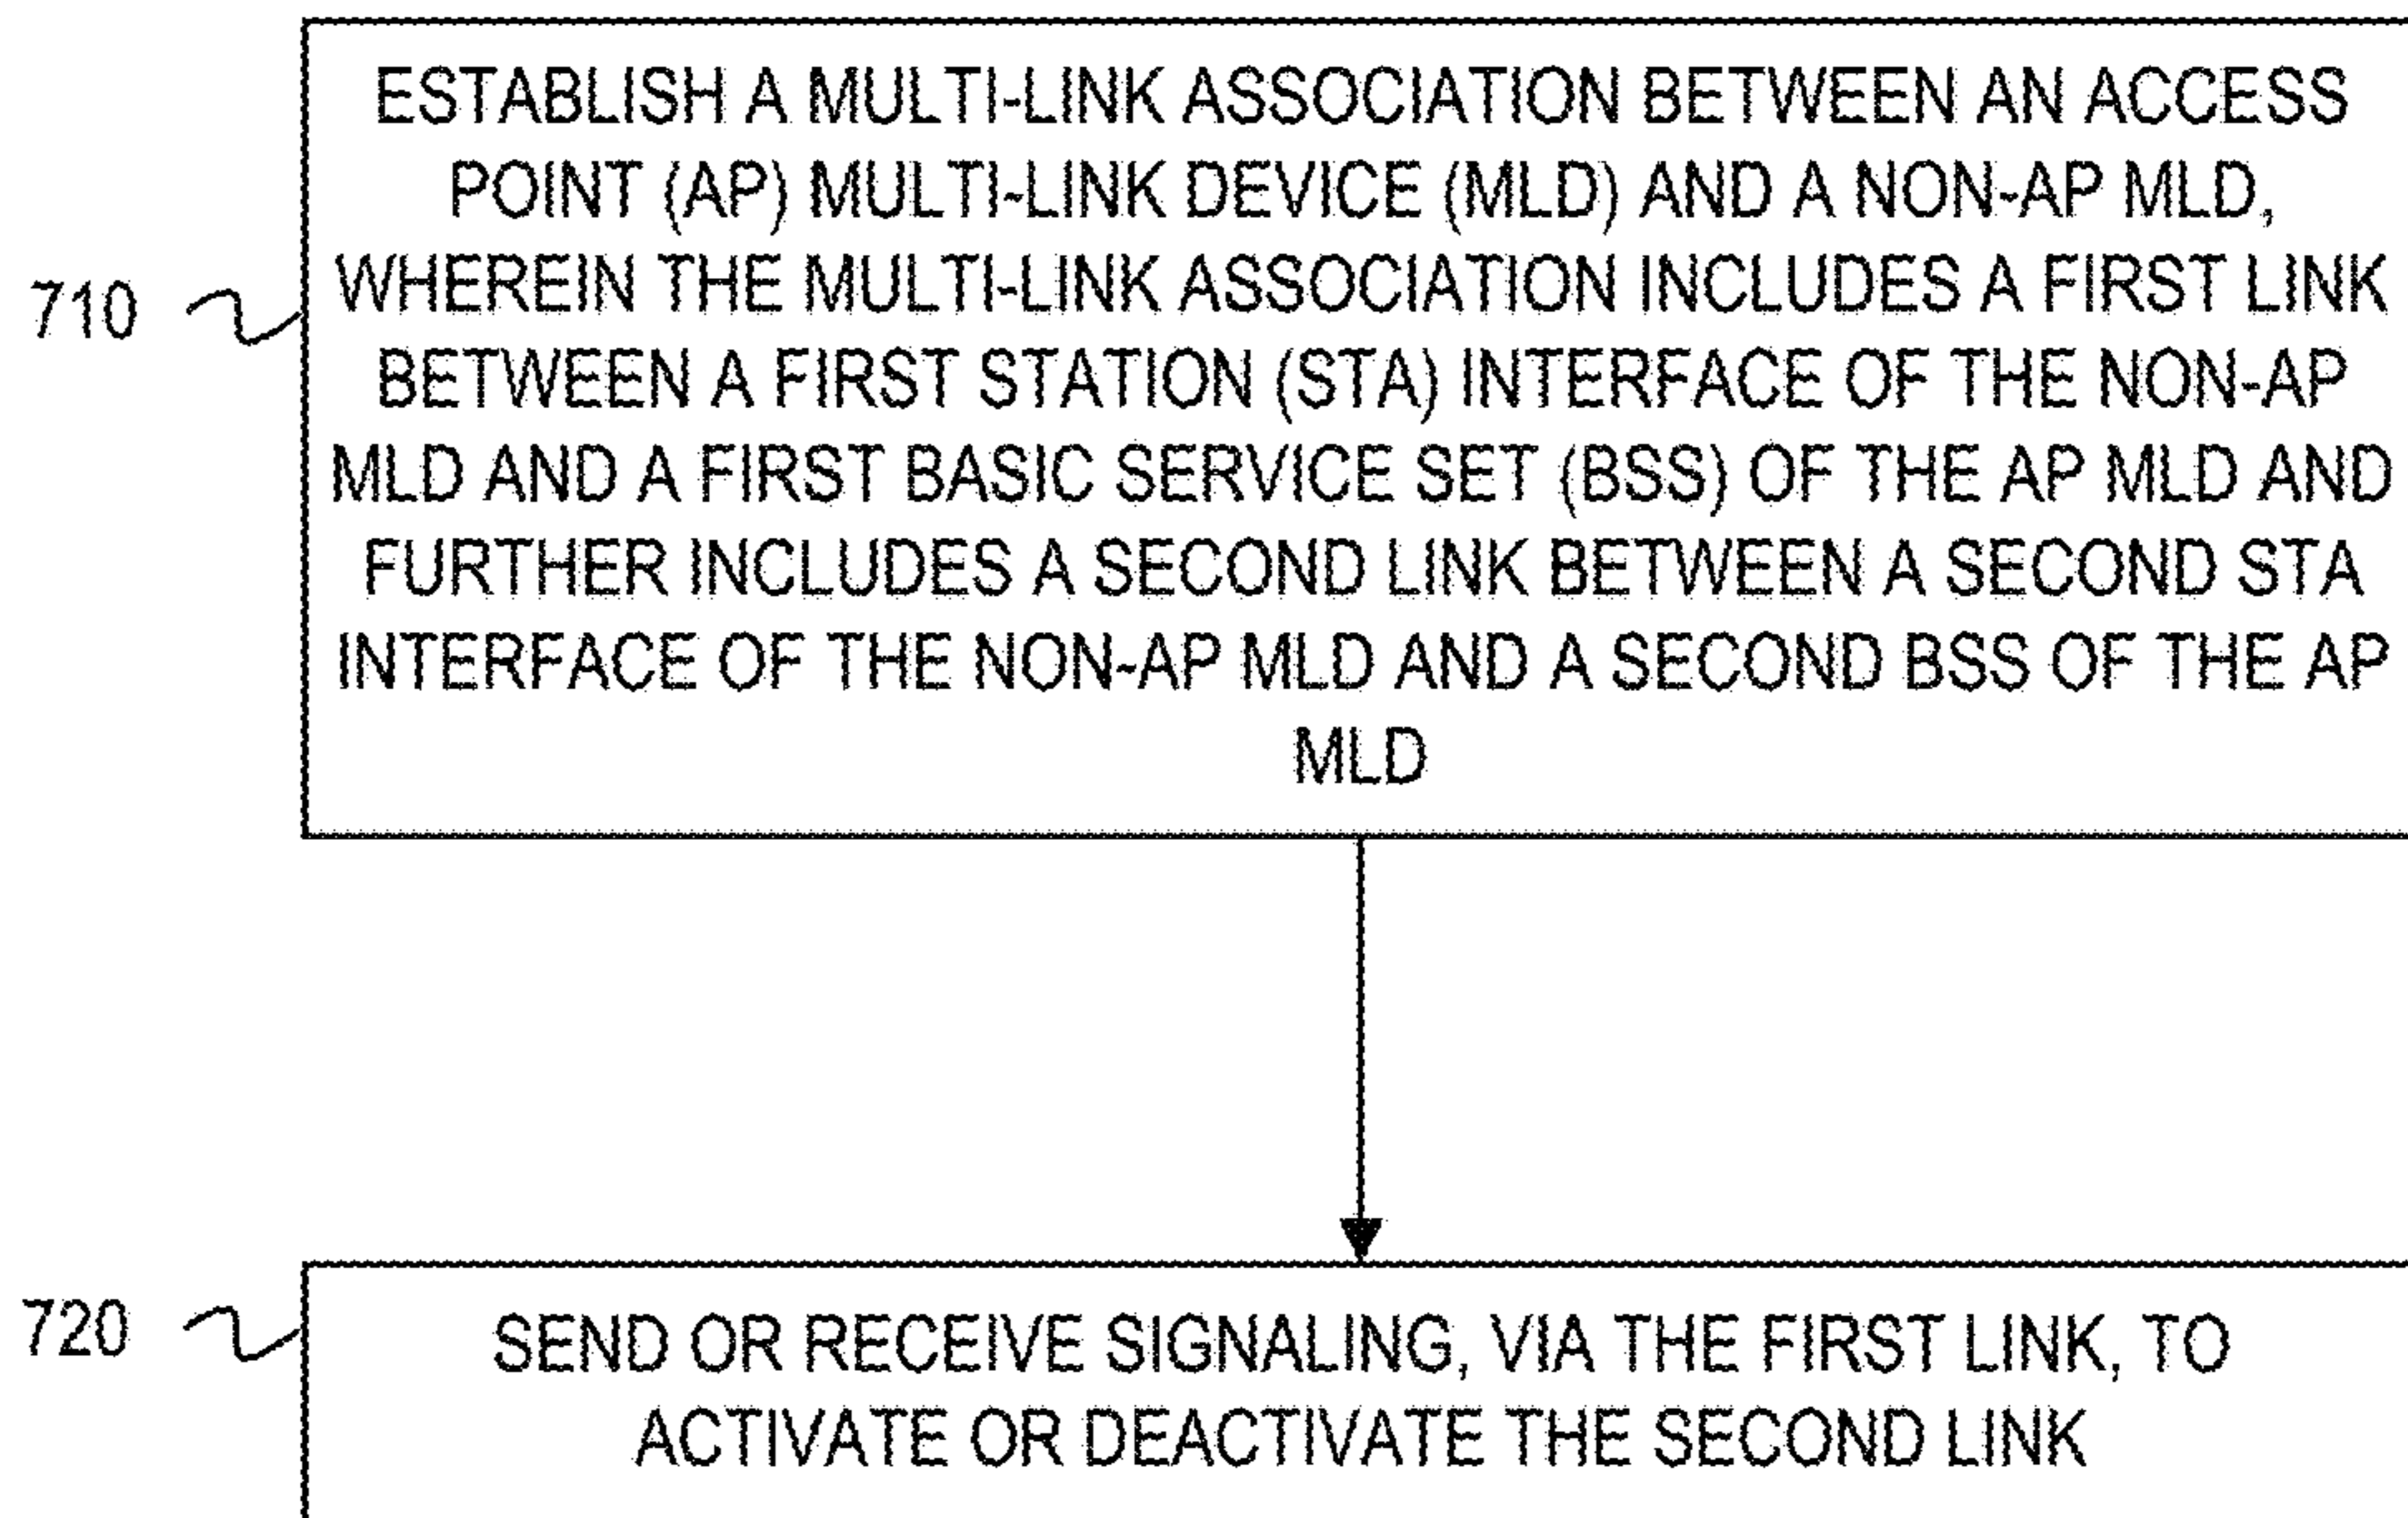 ESTABLISH A MULTI-LINK ASSOCIATION BETWEEN AN ACCESS
POINT (AP) MULTI-LINK DEVICE (MLD) AND A NON-AP MLD,
710
WHEREIN THE MULTI-LINK ASSOCIATION INCLUDES A FIRST LINK
BETWEEN A FIRST STATION (STA) INTERFACE OF THE NON-AP
MLD AND A FIRST BASIC SERVICE SET (BSS) OF THE AP MLD AND
FURTHER INCLUDES A SECOND LINK BETWEEN A SECOND STA
INTERFACE OF THE NON-AP MLD AND A SECOND BSS OF THE AP
MLD
720
SEND OR RECEIVE SIGNALING, VIA THE FIRST LINK, TO
ACTIVATE OR DEACTIVATE THE SECOND LINK